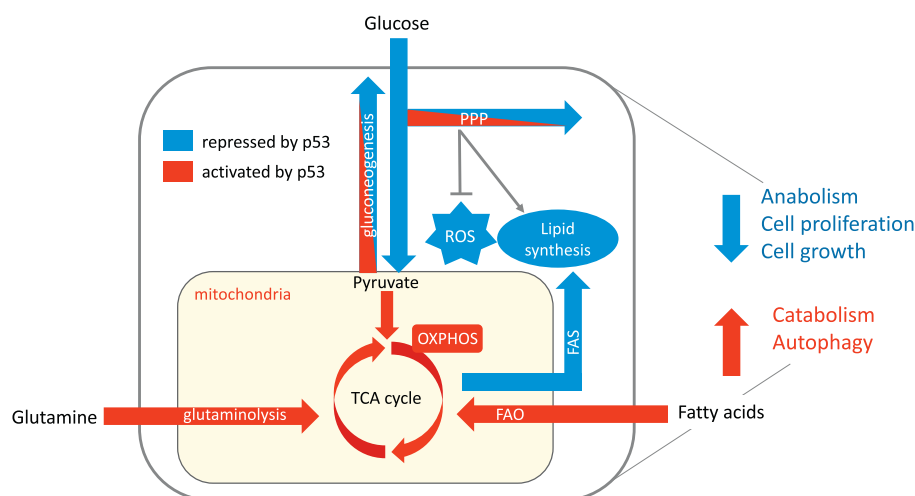 Glucose
PPP
gluconeogenesis
repressed by p53
activated by p53
ROS
Lipid
synthesis
Anabolism
Cell proliferation
Cell growth
mitochondria
Pyruvate
OXPHOS
FAS
Catabolism
Autophagy
TCA cycle
Glutamine
glutaminolysis
FAO
Fatty acids